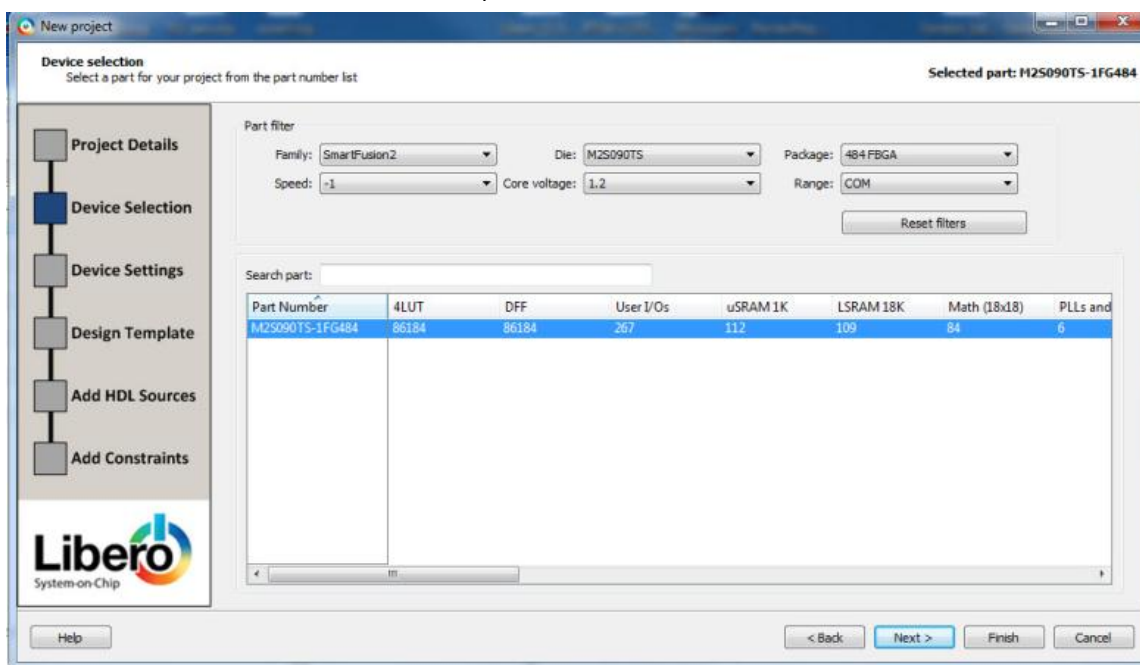 New project
Device selection
Select a part for your project from the part number list
Selected part: M2S090TS-1FG484
Project Details
Device Selection
Device Settings
Design Template
Add HDL Sources
Add Constraints
Libero
System-on-Chip
Part filter
Family: SmartFusion2 Die: M2S090TS Package: 484 FBGA
Speed: -1 Core voltage: 1.2 Range: COM
Reset filters
Search part:
Part Number 4LUT DFF User I/Os uSRAM 1K LSRAM 18K Math (18x18) PLLs and
M2S090TS-1FG484 86184 86184 267 112 109 84 6
Help < Back Next > Finish Cancel